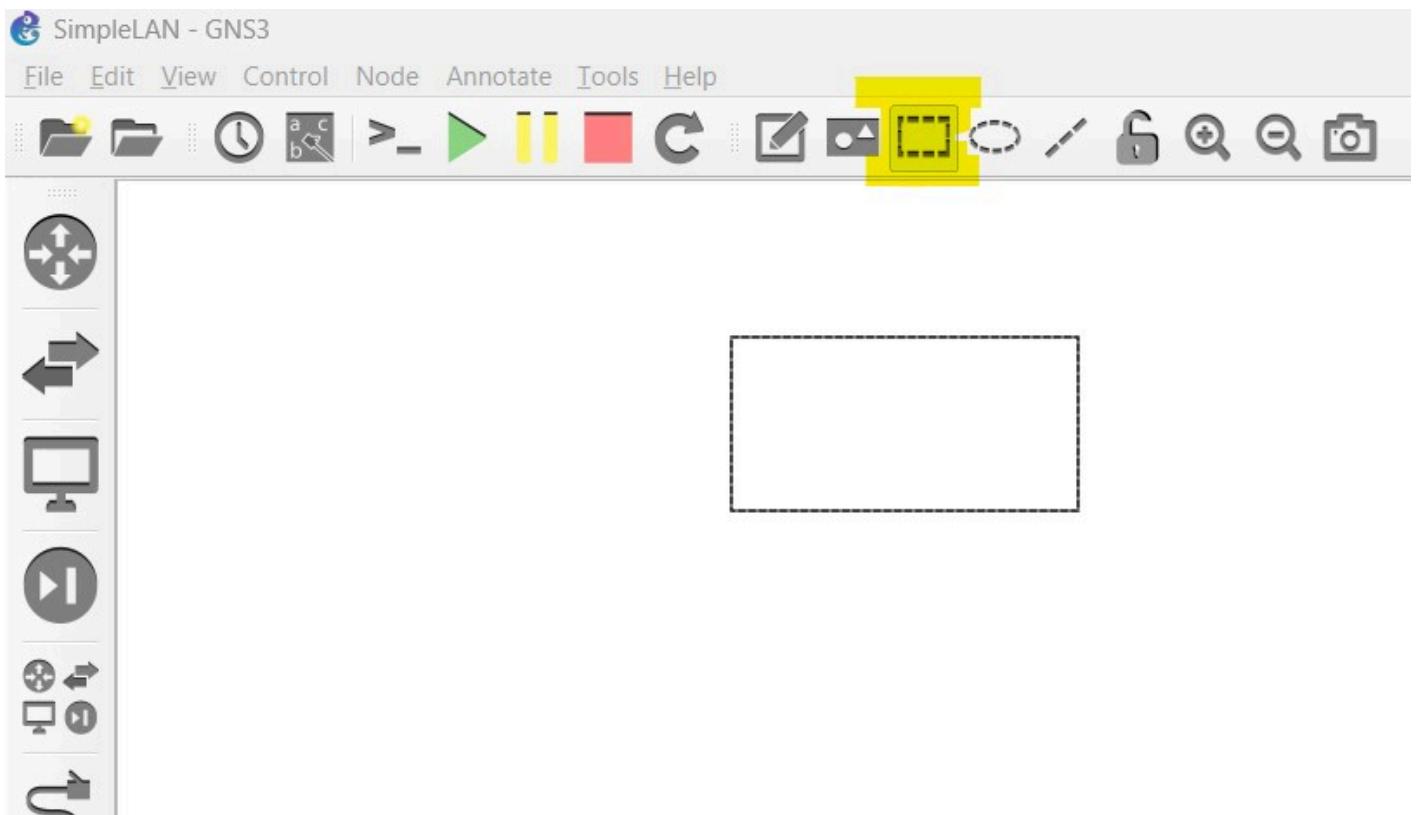 SimpleLAN - GNS3
File Edit View Control Node Annotate Tools Help
a c
b
>_